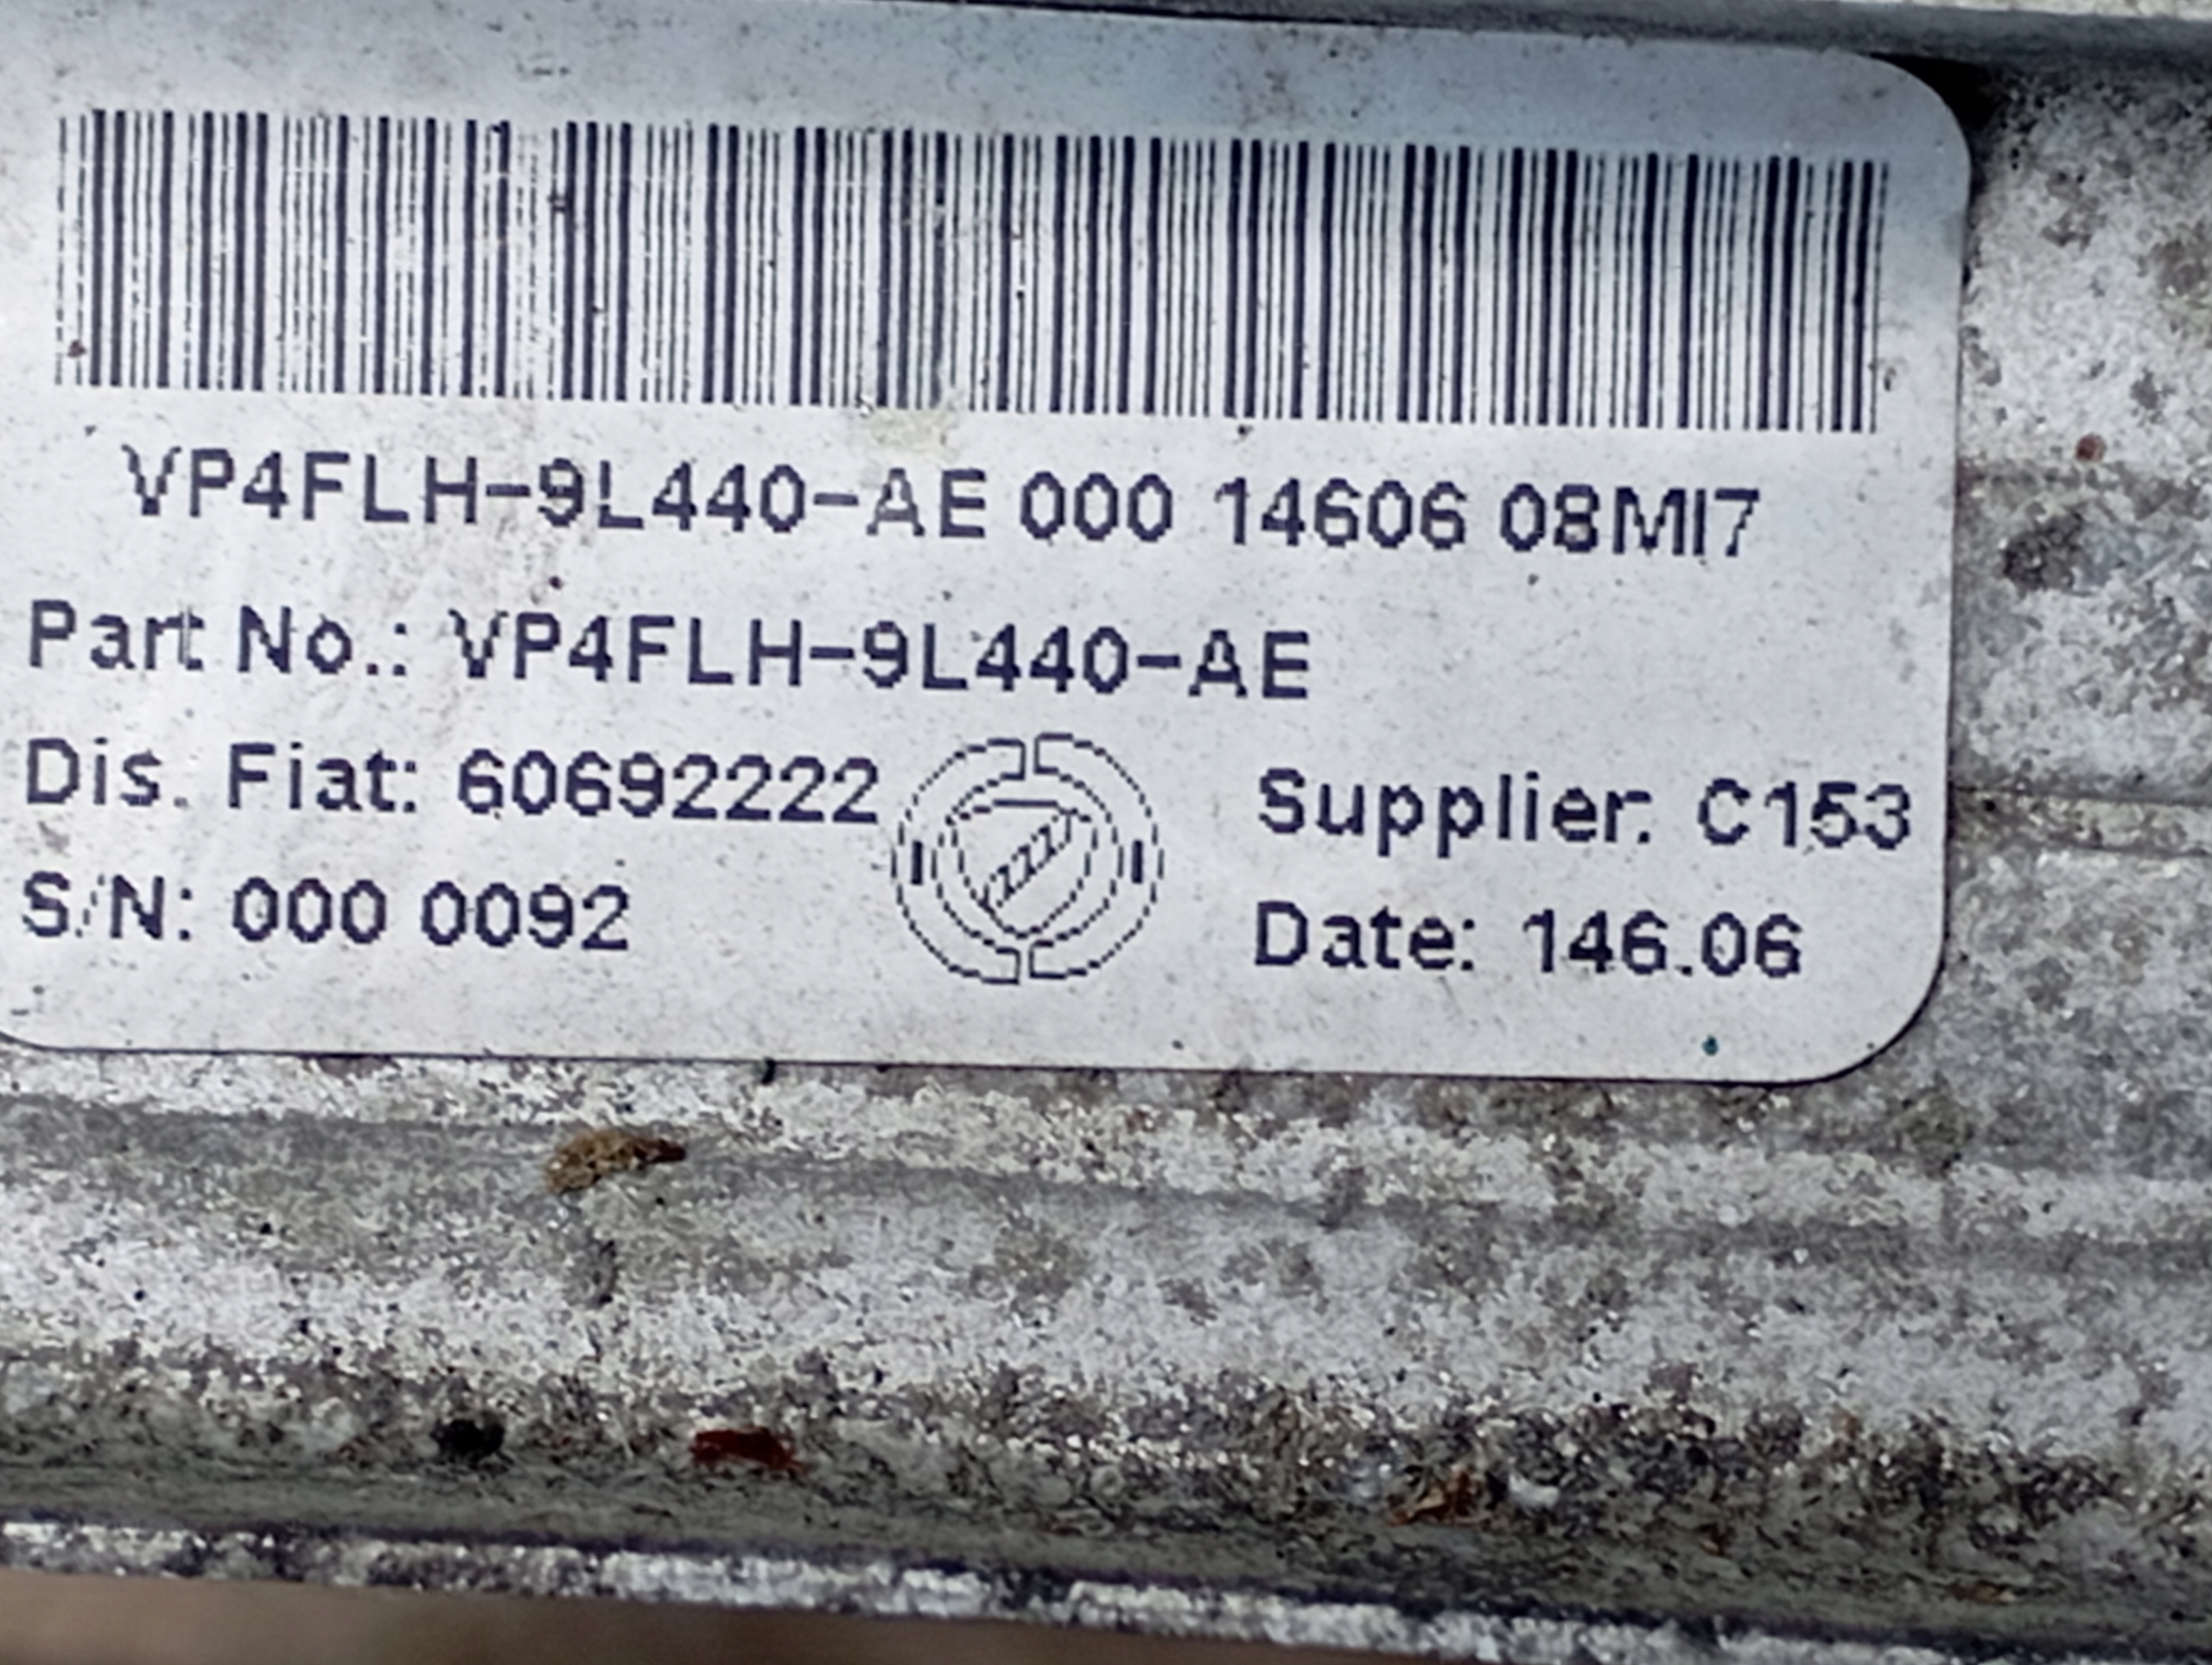 VP4FLH-9L440-AE 000 14606 08MI7
Part No.: VP4FLH-9L440-AE
Dis. Fiat: 60692222
Supplier: C153
S/N: 000 0092
Date: 146.06